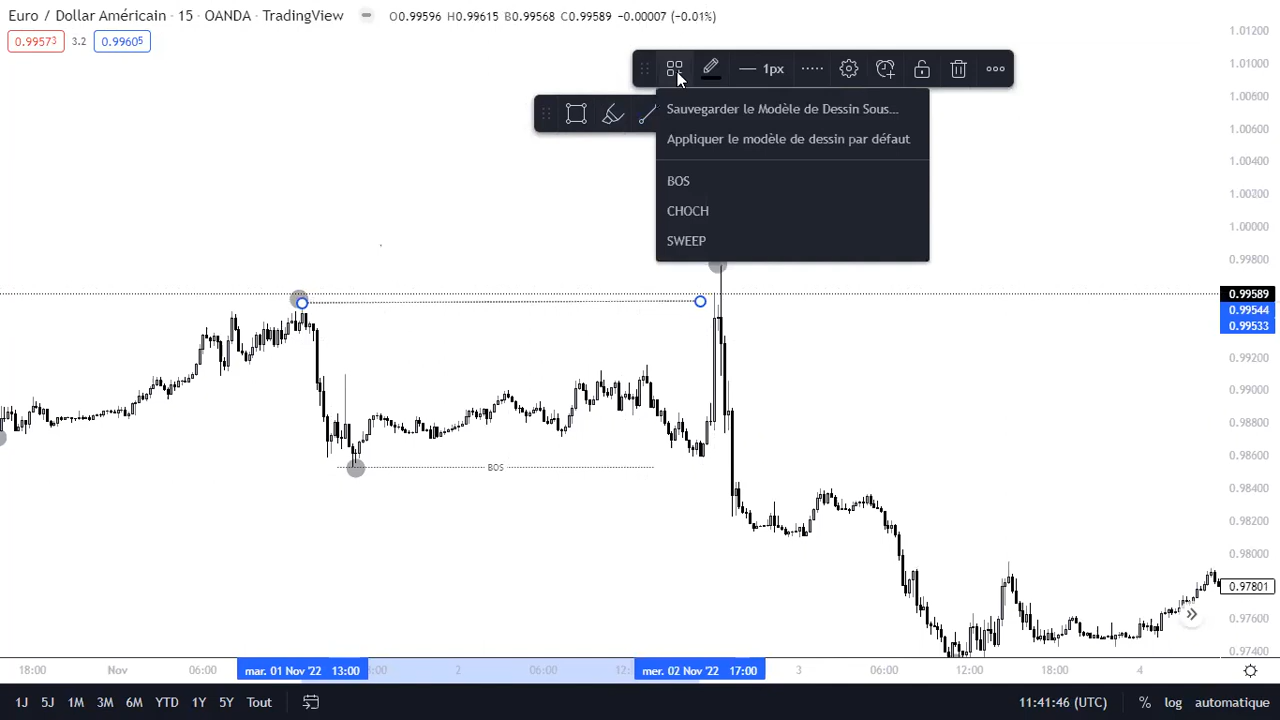 Euro / Dollar Américain · 15 · OANDA · TradingView O0.99596 H0.99615 B0.99568 C0.99589 -0.00007 (-0.01%)
0.99573 3.2 0.99605
1px
Sauvegarder le Modèle de Dessin Sous...
Appliquer le modèle de dessin par défaut
BOS
CHOCH
SWEEP
BOS
1.01200
1.01000
1.00800
1.00600
1.00400
1.00200
1.00000
0.99800
0.99589
0.99544
0.99533
0.99200
0.99000
0.98800
0.98600
0.98400
0.98200
0.98000
0.97801
0.97600
0.97400
18:00 Nov 06:00 mar. 01 Nov '22 13:00 :00 2 06:00 12: mer. 02 Nov '22 17:00 3 06:00 12:00 18:00 4
1J 5J 1M 3M 6M YTD 1Y 5Y Tout 11:41:46 (UTC) % log automatique